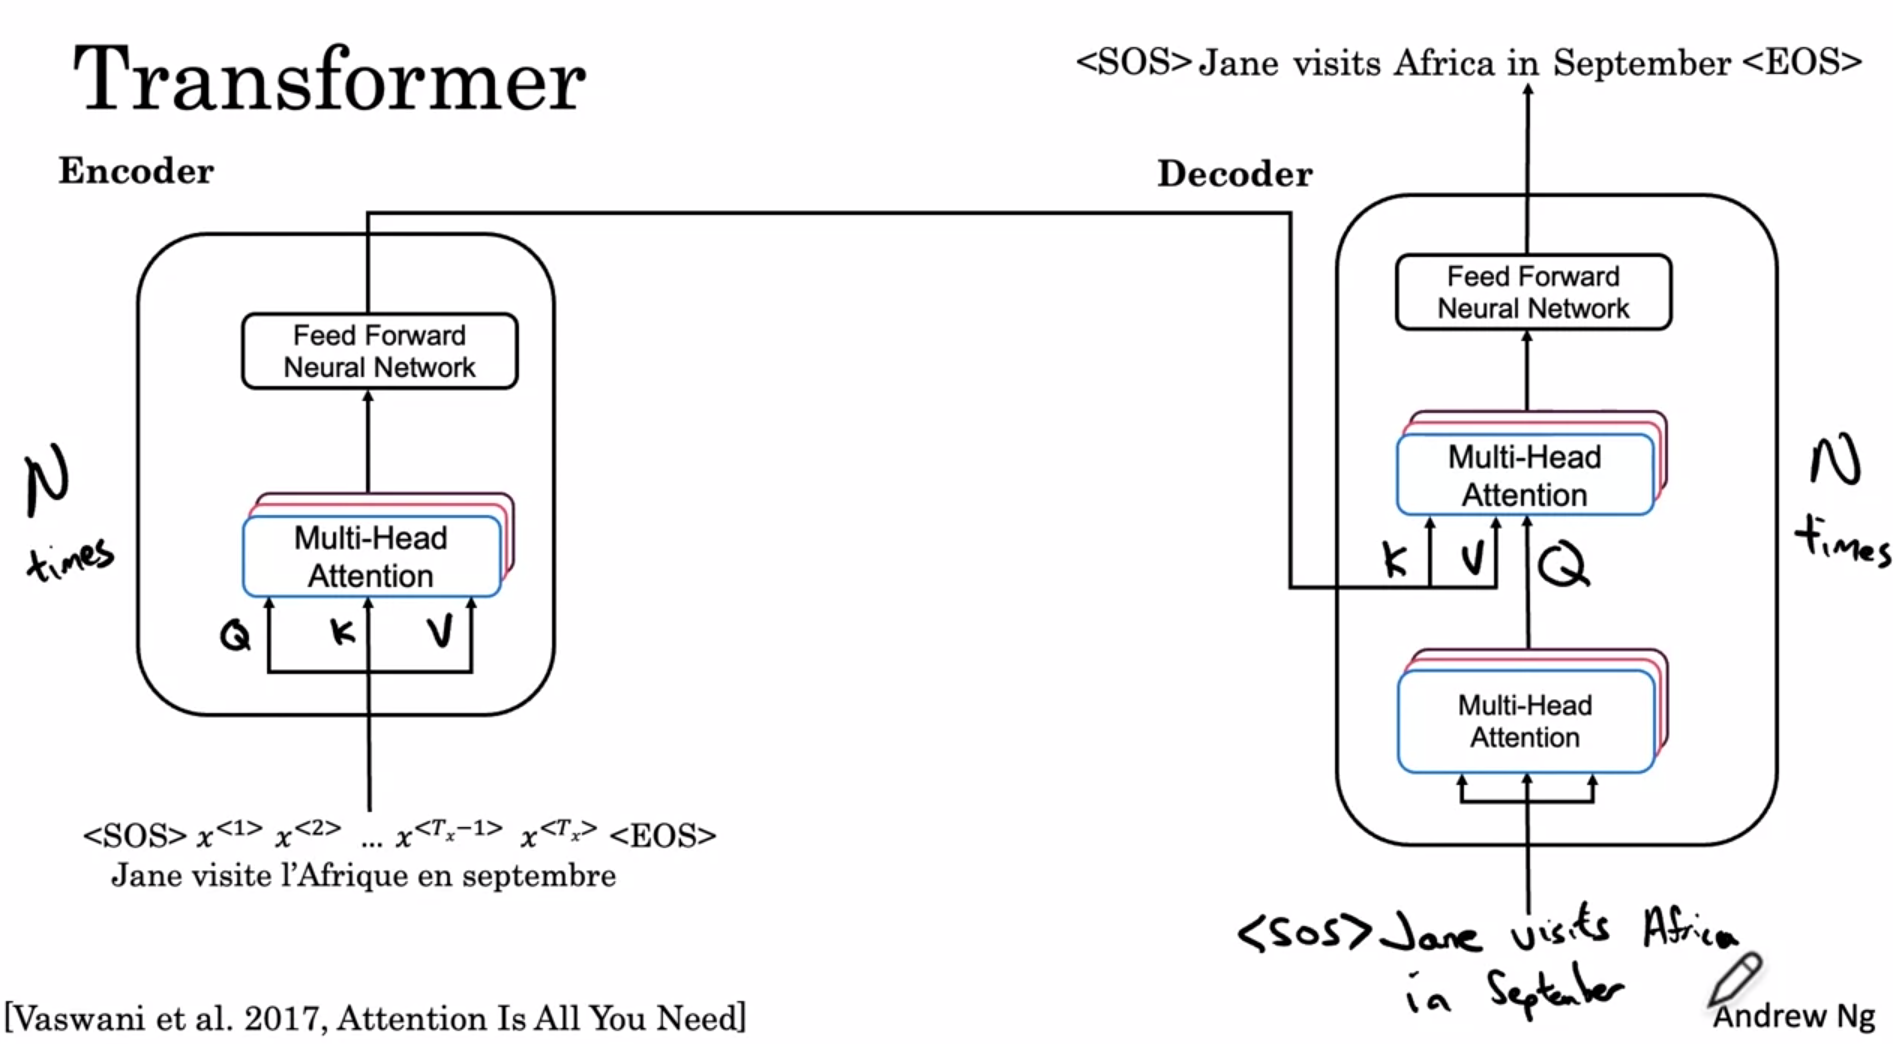 Transformer
Encoder
Feed Forward
Neural Network
N
times
Multi-Head
Attention
Q K V
<SOS> x<1> x<2> ... x<Tx−1> x<Tx> <EOS>
Jane visite l'Afrique en septembre
[Vaswani et al. 2017, Attention Is All You Need]
<SOS> Jane visits Africa in September <EOS>
Decoder
Feed Forward
Neural Network
Multi-Head
Attention
N
times
K V Q
Multi-Head
Attention
<SOS> Jane visits Africa
in September
Andrew Ng